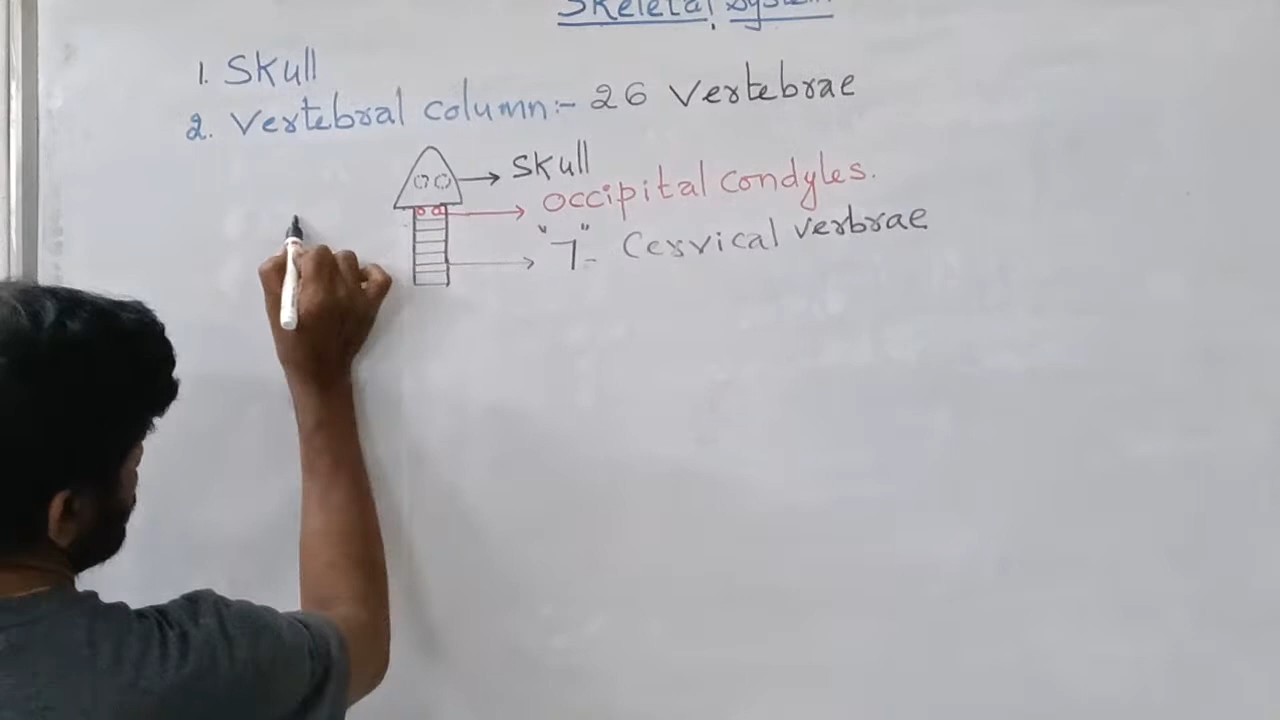 Skeletal System
1. Skull
2. Vertebral column:- 26 Vertebrae
Skull
occipital condyles.
"7"- Cervical verbrae